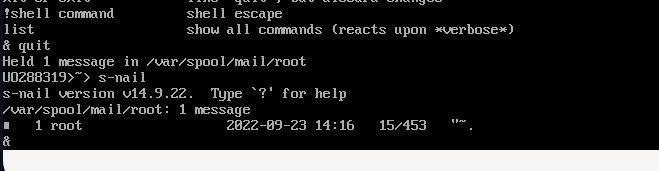 !shell command shell escape
list show all commands (reacts upon *verbose*)
& quit
Held 1 message in /var/spool/mail/root
UO288319>~> s-nail
s-nail version v14.9.22. Type `?' for help
/var/spool/mail/root: 1 message
1 root 2022-09-23 14:16 15/453 "~.
&